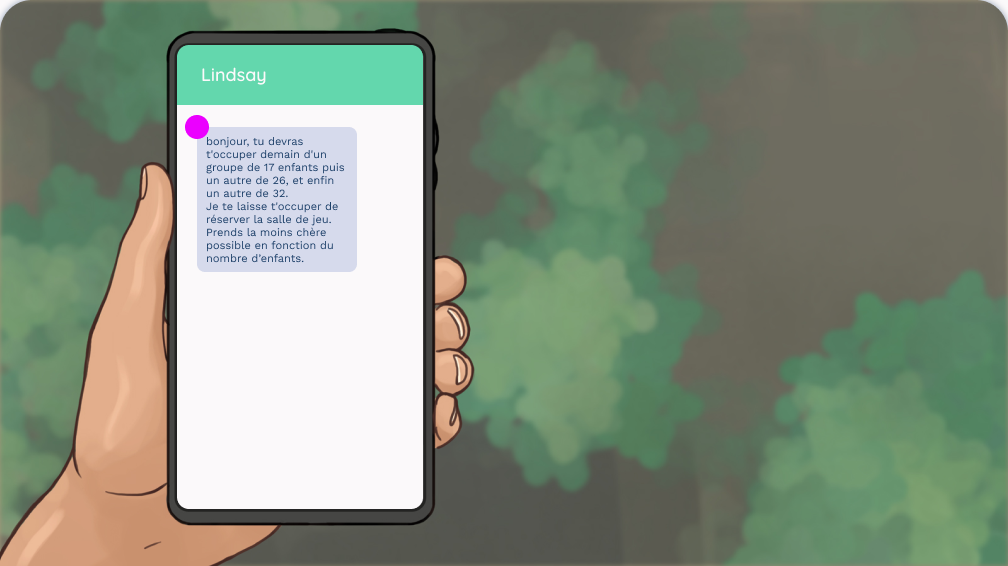 Lindsay
bonjour, tu devras
t'occuper demain d'un
groupe de 17 enfants puis
un autre de 26, et enfin
un autre de 32.
Je te laisse t'occuper de
réserver la salle de jeu.
Prends la moins chère
possible en fonction du
nombre d'enfants.